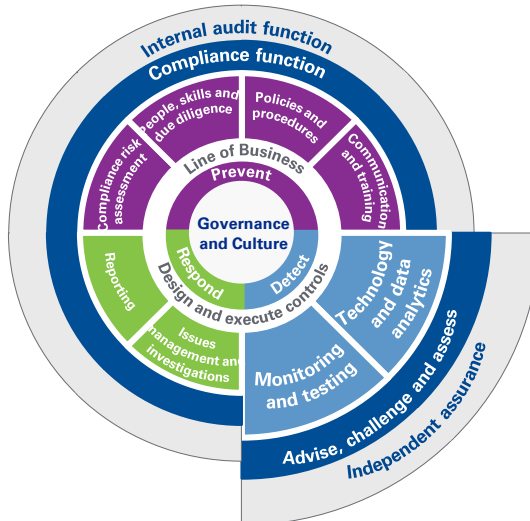 Internal audit function
Compliance function
People, skills and
due diligence
Policies and
procedures
Compliance risk
assessment
Communication
and training
Line of Business
Prevent
Governance
and Culture
Respond
Detect
Design and execute controls
Reporting
Issues
management and
investigations
Technology
and data
analytics
Monitoring
and testing
Advise, challenge and assess
Independent assurance